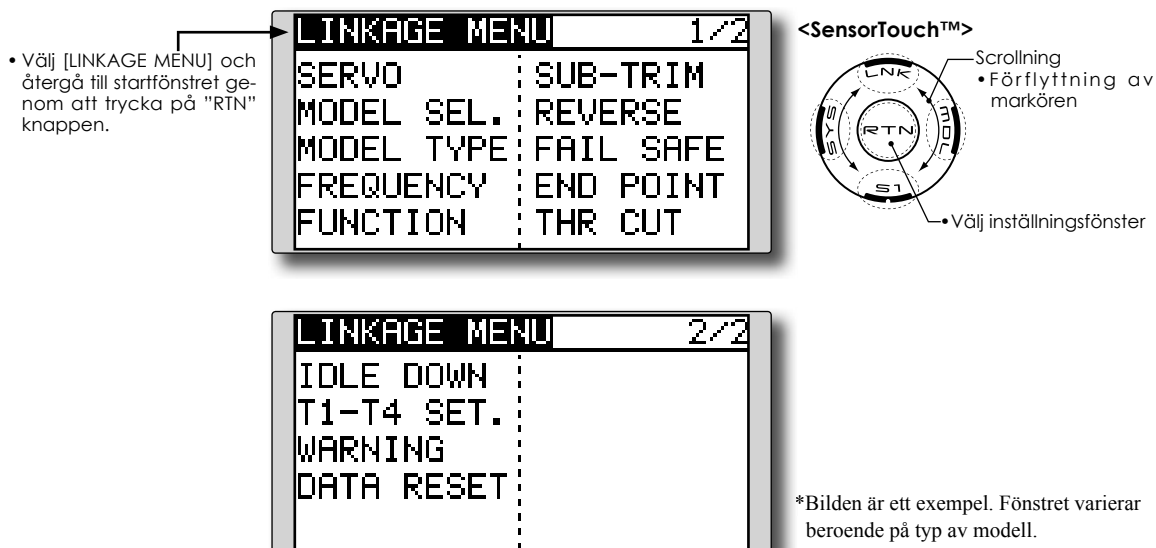 • Välj [LINKAGE MENU] och
återgå till startfönstret ge-
nom att trycka på ”RTN”
knappen.
LINKAGE MENU 1/2
SERVO SUB-TRIM
MODEL SEL. REVERSE
MODEL TYPE FAIL SAFE
FREQUENCY END POINT
FUNCTION THR CUT
<SensorTouch™>
Scrollning
• Förflyttning av
markören
LNK
SYS
RTN
MDL
S1
• Välj inställningsfönster
LINKAGE MENU 2/2
IDLE DOWN
T1-T4 SET.
WARNING
DATA RESET
*Bilden är ett exempel. Fönstret varierar
beroende på typ av modell.